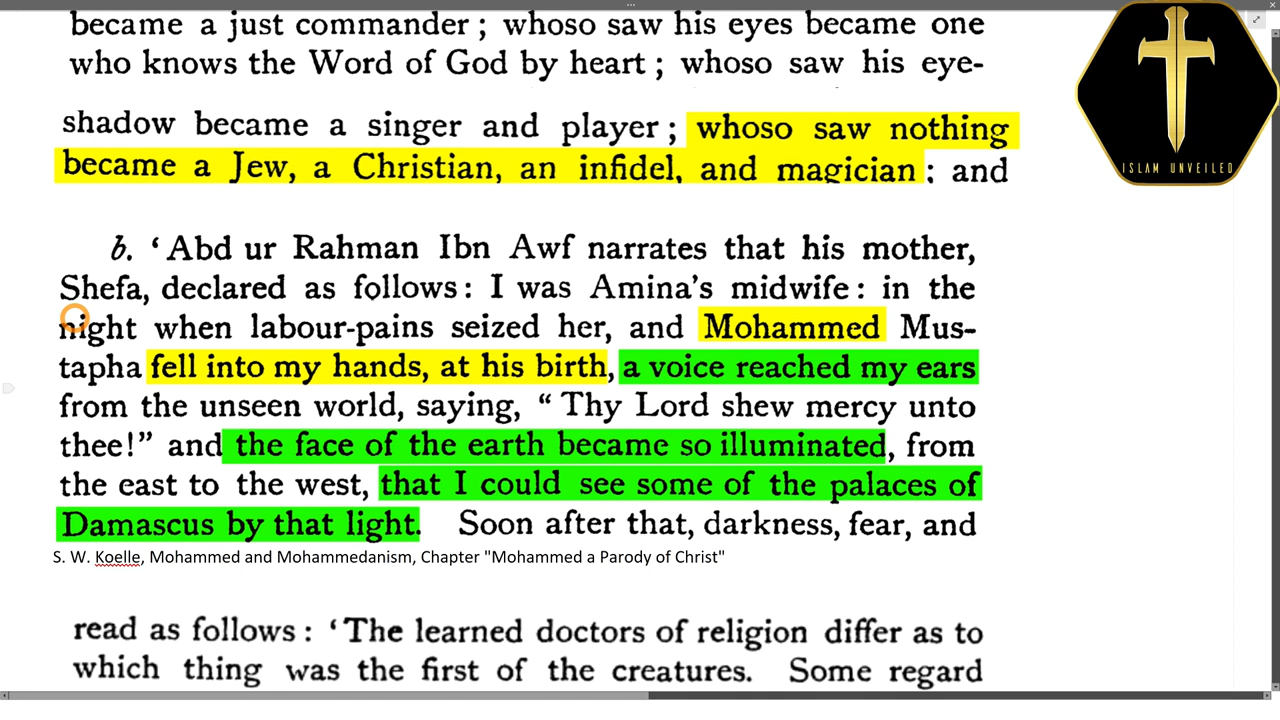 became a just commander ; whoso saw his eyes became one
who knows the Word of God by heart ; whoso saw his eye-
shadow became a singer and player ; whoso saw nothing
became a Jew, a Christian, an infidel, and magician ; and
ISLAM UNVEILED
b. ‘Abd ur Rahman Ibn Awf narrates that his mother,
Shefa, declared as follows : I was Amina’s midwife : in the
night when labour-pains seized her, and Mohammed Mus-
tapha fell into my hands, at his birth, a voice reached my ears
from the unseen world, saying, “ Thy Lord shew mercy unto
thee!” and the face of the earth became so illuminated, from
the east to the west, that I could see some of the palaces of
Damascus by that light. Soon after that, darkness, fear, and
S. W. Koelle, Mohammed and Mohammedanism, Chapter "Mohammed a Parody of Christ"
read as follows : ‘The learned doctors of religion differ as to
which thing was the first of the creatures. Some regard